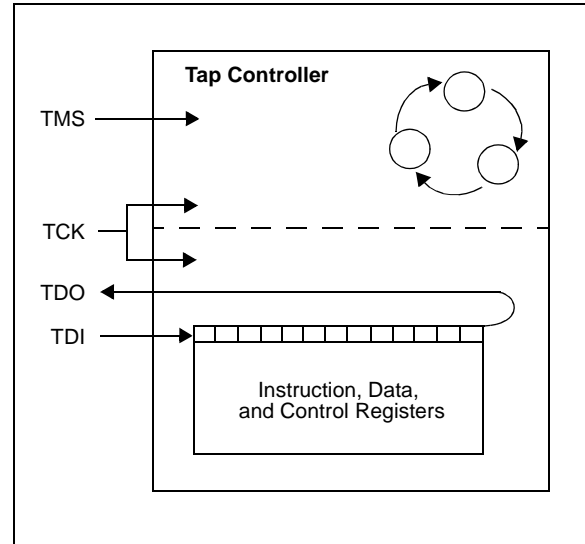 Tap Controller
TMS
TCK
TDO
TDI
Instruction, Data,
and Control Registers